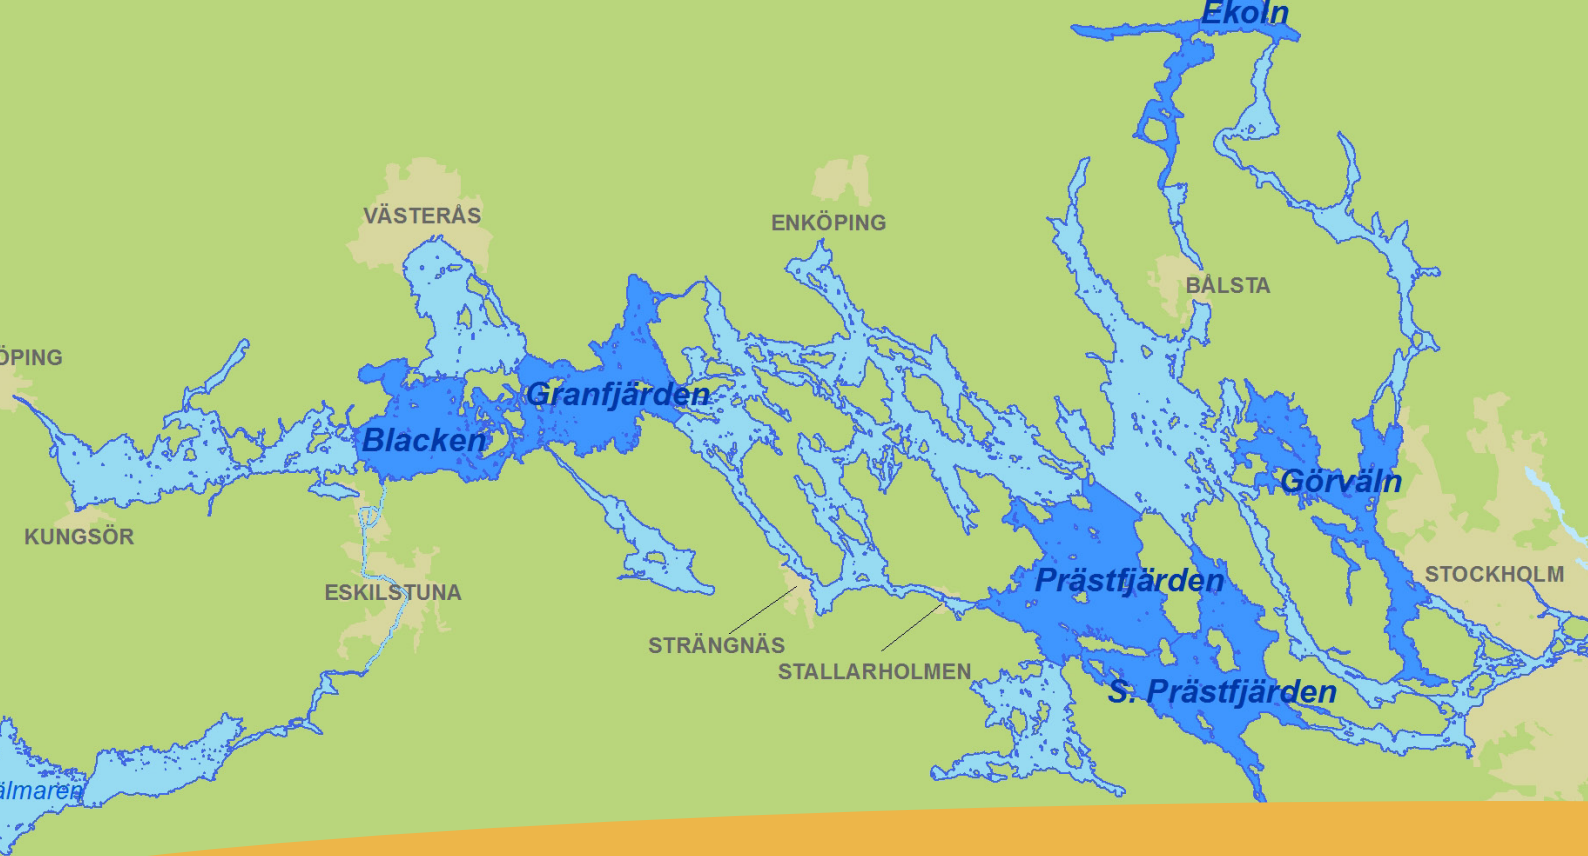 Ekoln
VÄSTERÅS
ENKÖPING
BÅLSTA
ÖPING
Granfjärden
Blacken
Görväln
KUNGSÖR
STOCKHOLM
Prästfjärden
ESKILSTUNA
STRÄNGNÄS
STALLARHOLMEN
S. Prästfjärden
älmaren